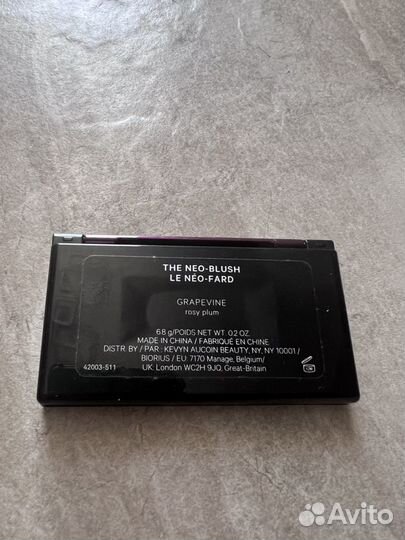 THE NEO-BLUSH
LE NÉO-FARD
GRAPEVINE
rosy plum
6.8 g/POIDS NET WT. 0.2 OZ.
MADE IN CHINA / FABRIQUÉ EN CHINE
DISTR. BY / PAR : KEVYN AUCOIN BEAUTY, NY, NY 10001 /
BIORIUS / EU: 7170 Manage, Belgium/
UK: London WC2H 9JQ, Great-Britain
42003-511
Avito